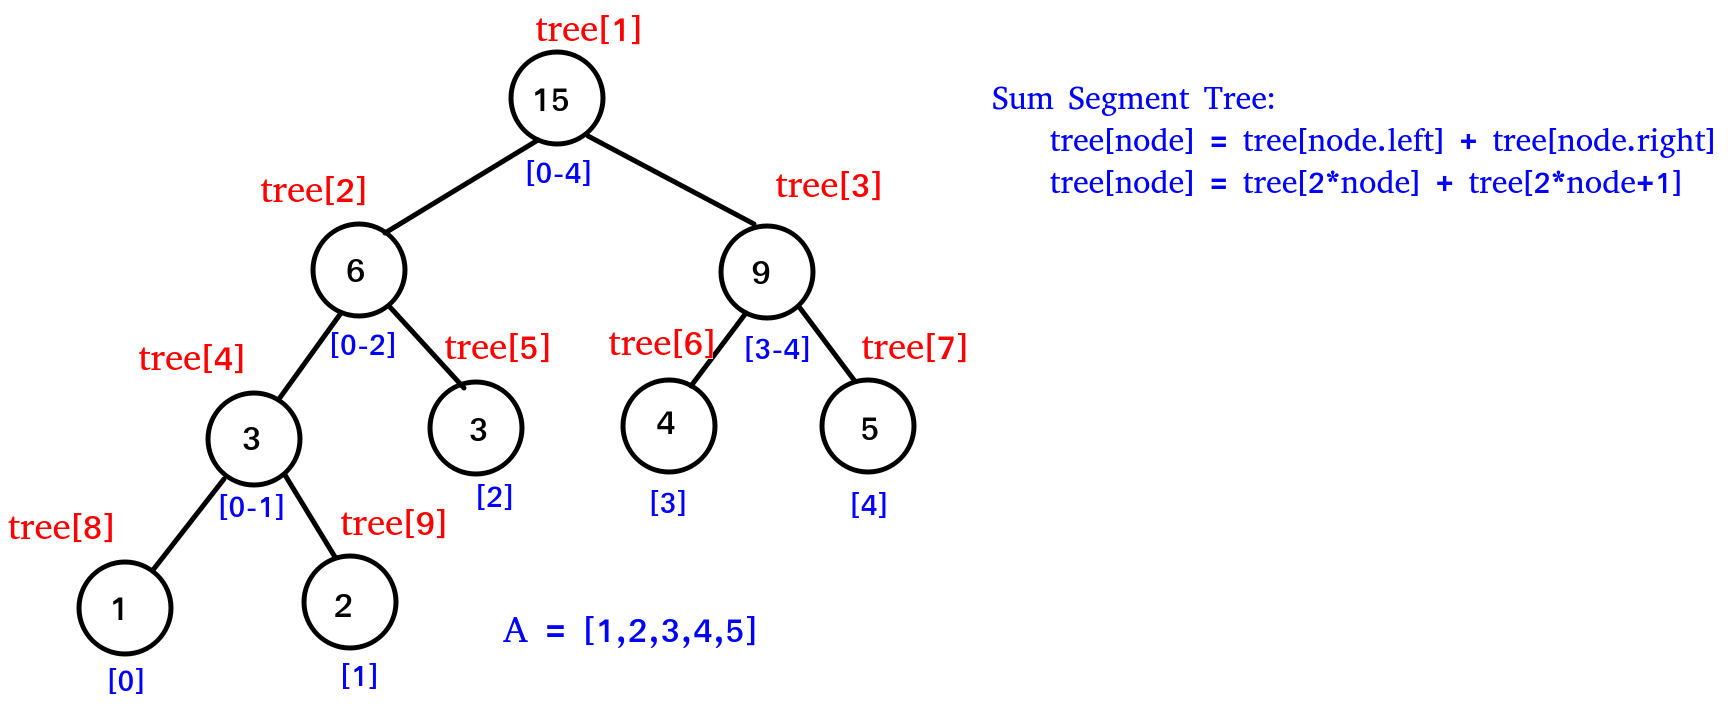 tree[1]
15
[0-4]
Sum Segment Tree:
tree[node] = tree[node.left] + tree[node.right]
tree[node] = tree[2*node] + tree[2*node+1]
tree[2]
tree[3]
6
9
[0-2]
[3-4]
tree[4]
tree[5]
tree[6]
tree[7]
3
3
4
5
[0-1]
[2]
[3]
[4]
tree[8]
tree[9]
1
2
[0]
[1]
A = [1,2,3,4,5]